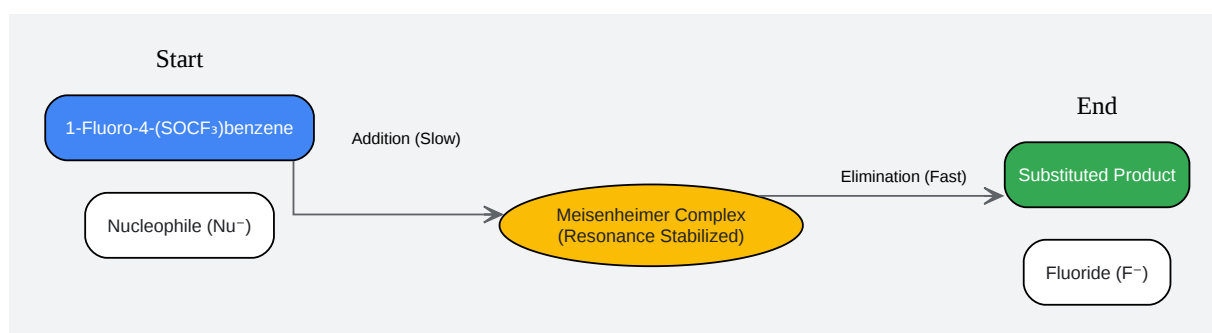 Start
1-Fluoro-4-(SOCF₃)benzene
Nucleophile (Nu⁻)
Addition (Slow)
Meisenheimer Complex
(Resonance Stabilized)
Elimination (Fast)
End
Substituted Product
Fluoride (F⁻)